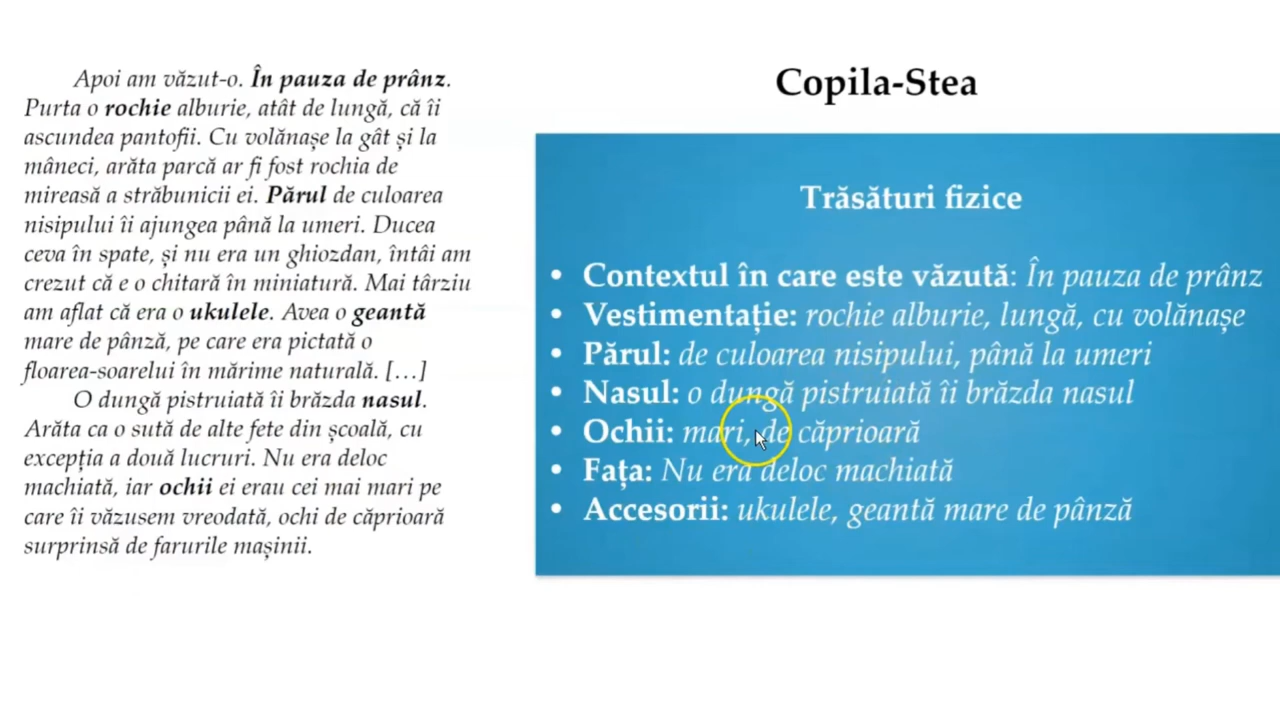 Apoi am văzut-o. În pauza de prânz.
Purta o rochie alburie, atât de lungă, că îi
ascundea pantofii. Cu volănașe la gât și la
mâneci, arăta parcă ar fi fost rochia de
mireasă a străbunicii ei. Părul de culoarea
nisipului îi ajungea până la umeri. Ducea
ceva în spate, și nu era un ghiozdan, întâi am
crezut că e o chitară în miniatură. Mai târziu
am aflat că era o ukulele. Avea o geantă
mare de pânză, pe care era pictată o
floarea-soarelui în mărime naturală. […]
O dungă pistruiată îi brăzda nasul.
Arăta ca o sută de alte fete din școală, cu
excepția a două lucruri. Nu era deloc
machiată, iar ochii ei erau cei mai mari pe
care îi văzusem vreodată, ochi de căprioară
surprinsă de farurile mașinii.
Copila-Stea
Trăsături fizice
• Contextul în care este văzută: În pauza de prânz
• Vestimentație: rochie alburie, lungă, cu volănașe
• Părul: de culoarea nisipului, până la umeri
• Nasul: o dungă pistruiată îi brăzda nasul
• Ochii: mari, de căprioară
• Fața: Nu era deloc machiată
• Accesorii: ukulele, geantă mare de pânză